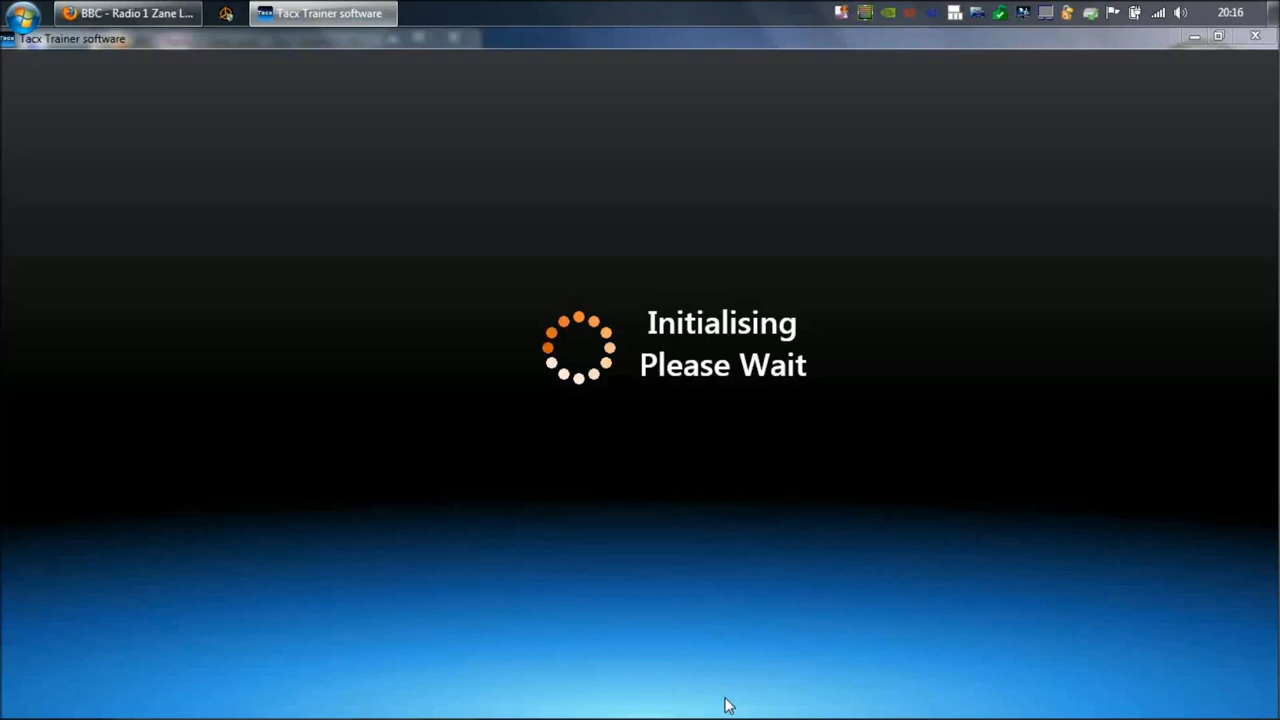 BBC - Radio 1 Zane L...
Tacx Trainer software
20:16
Tacx Trainer software
Initialising
Please Wait